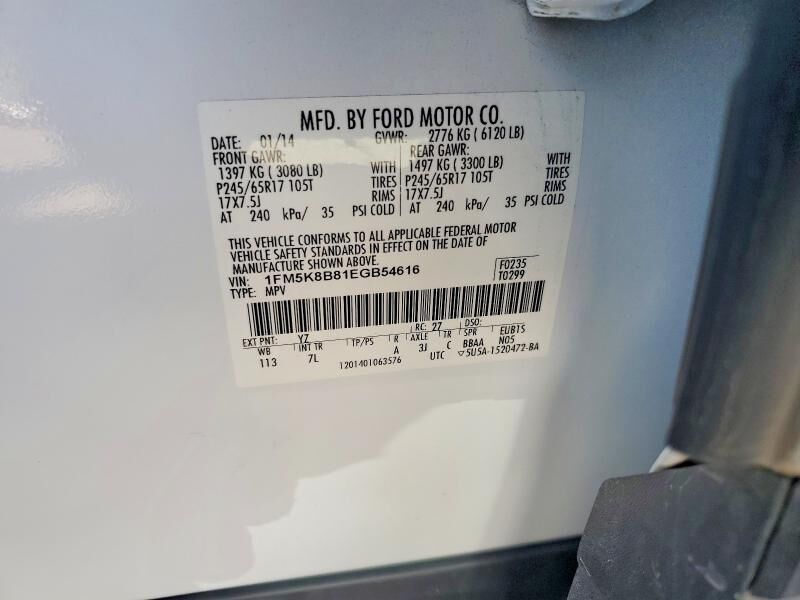 MFD. BY FORD MOTOR CO.
DATE: 01/14 GVWR: 2776 KG ( 6120 LB)
FRONT GAWR: REAR GAWR:
1397 KG ( 3080 LB) WITH 1497 KG ( 3300 LB) WITH
P245/65R17 105T TIRES P245/65R17 105T TIRES
17X7.5J RIMS 17X7.5J RIMS
AT 240 kPa/ 35 PSI COLD AT 240 kPa/ 35 PSI COLD
THIS VEHICLE CONFORMS TO ALL APPLICABLE FEDERAL MOTOR
VEHICLE SAFETY STANDARDS IN EFFECT ON THE DATE OF
MANUFACTURE SHOWN ABOVE.
VIN: 1FM5K8B81EGB54616 F0235
TYPE: MPV T0299
EXT PNT: YZ RC: 27 DSO:
WB INT TR TP/PS R AXLE TR SPR EUB1S
113 7L A 3J C BBAA N05
1201401063576 UTC ▽5U5A-1520472-BA